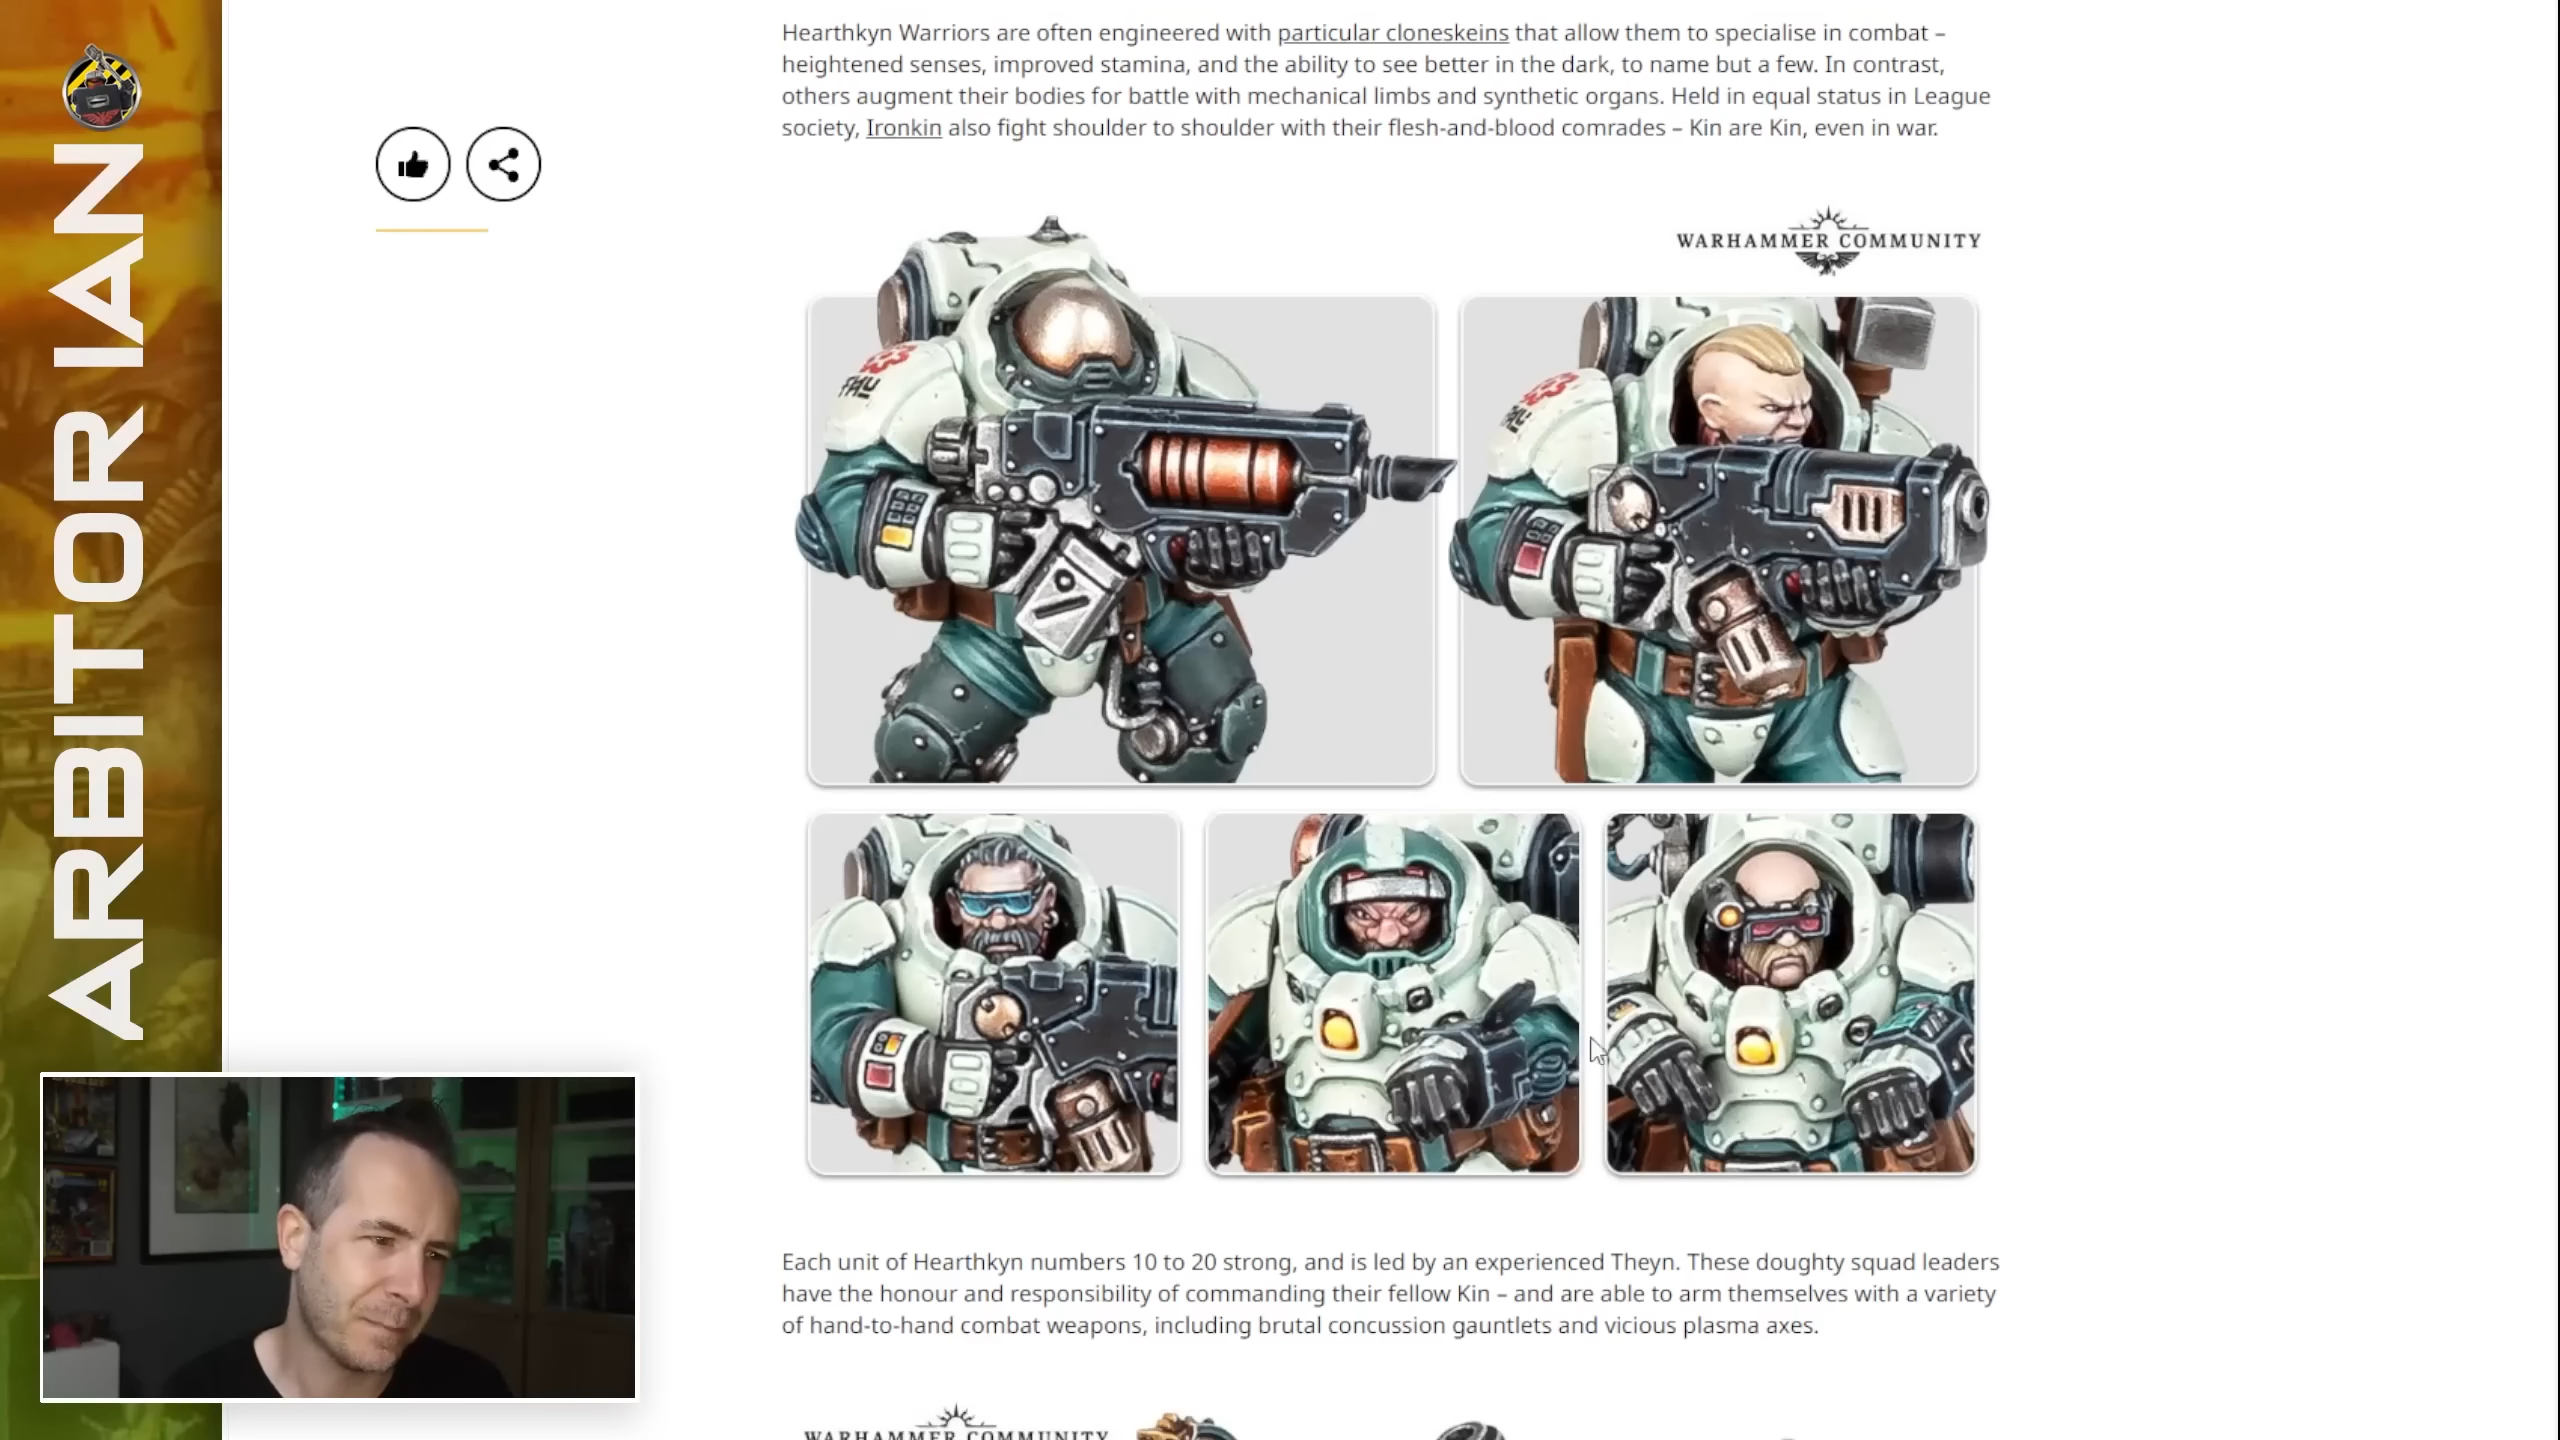 ARBITOR IAN
Hearthkyn Warriors are often engineered with particular cloneskeins that allow them to specialise in combat –
heightened senses, improved stamina, and the ability to see better in the dark, to name but a few. In contrast,
others augment their bodies for battle with mechanical limbs and synthetic organs. Held in equal status in League
society, Ironkin also fight shoulder to shoulder with their flesh-and-blood comrades – Kin are Kin, even in war.
WARHAMMER COMMUNITY
Each unit of Hearthkyn numbers 10 to 20 strong, and is led by an experienced Theyn. These doughty squad leaders
have the honour and responsibility of commanding their fellow Kin – and are able to arm themselves with a variety
of hand-to-hand combat weapons, including brutal concussion gauntlets and vicious plasma axes.
WARHAMMER COMMUNITY